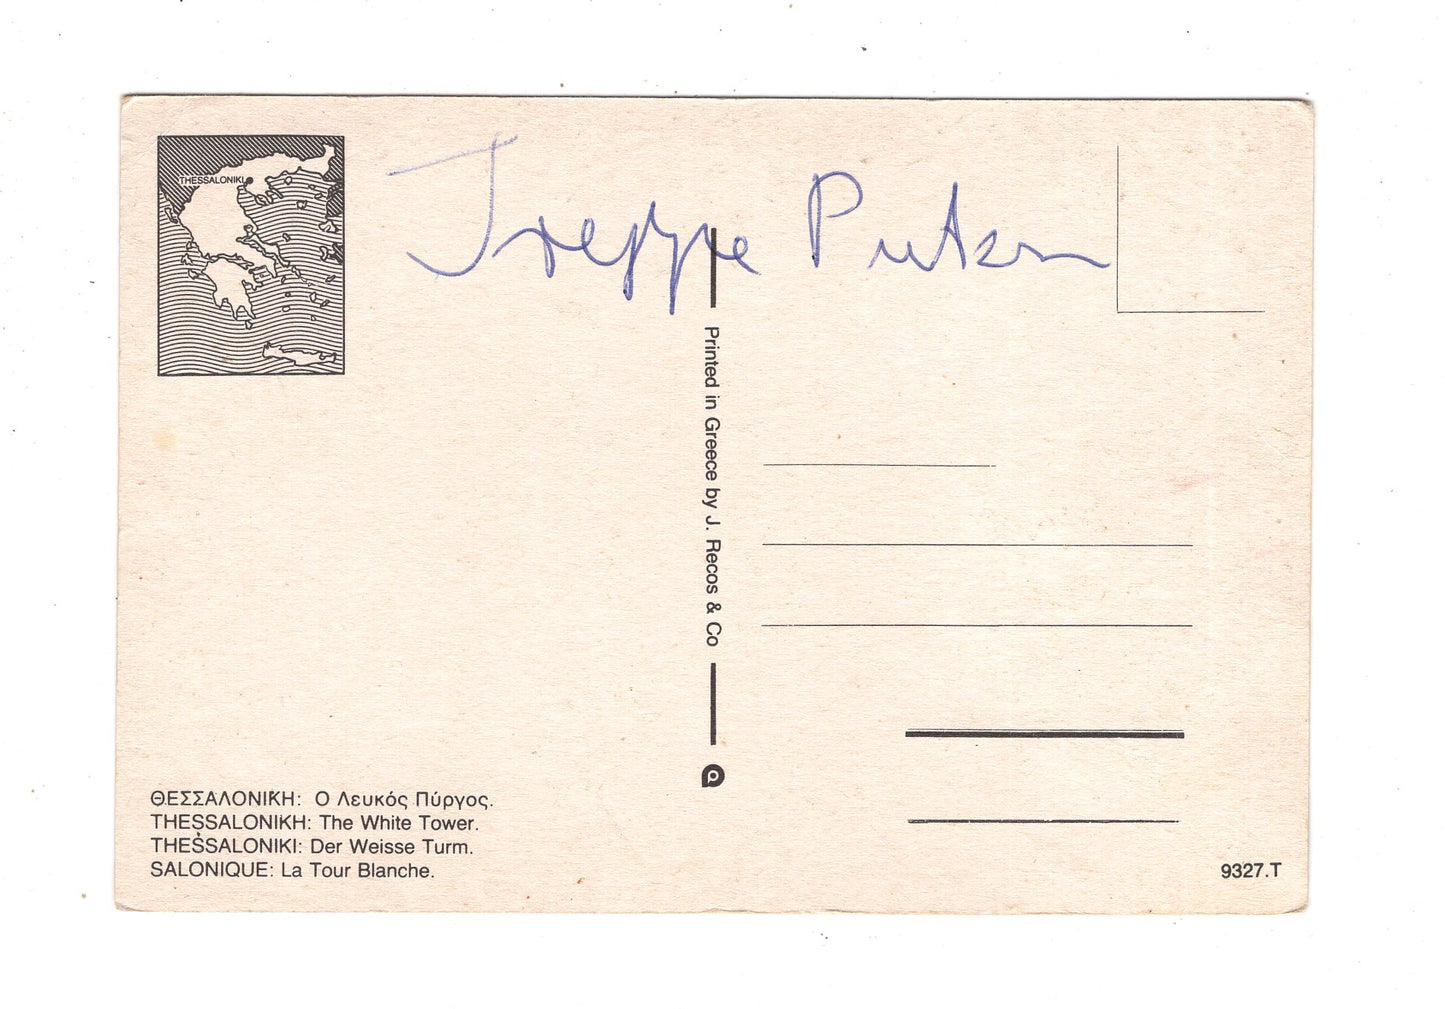 THESSALONIKI
Printed in Greece by J. Recos & Co
ΘΕΣΣΑΛΟΝΙΚΗ: Ο Λευκός Πύργος.
THESSALONIKH: The White Tower.
THESSALONIKI: Der Weisse Turm.
SALONIQUE: La Tour Blanche.
9327.T